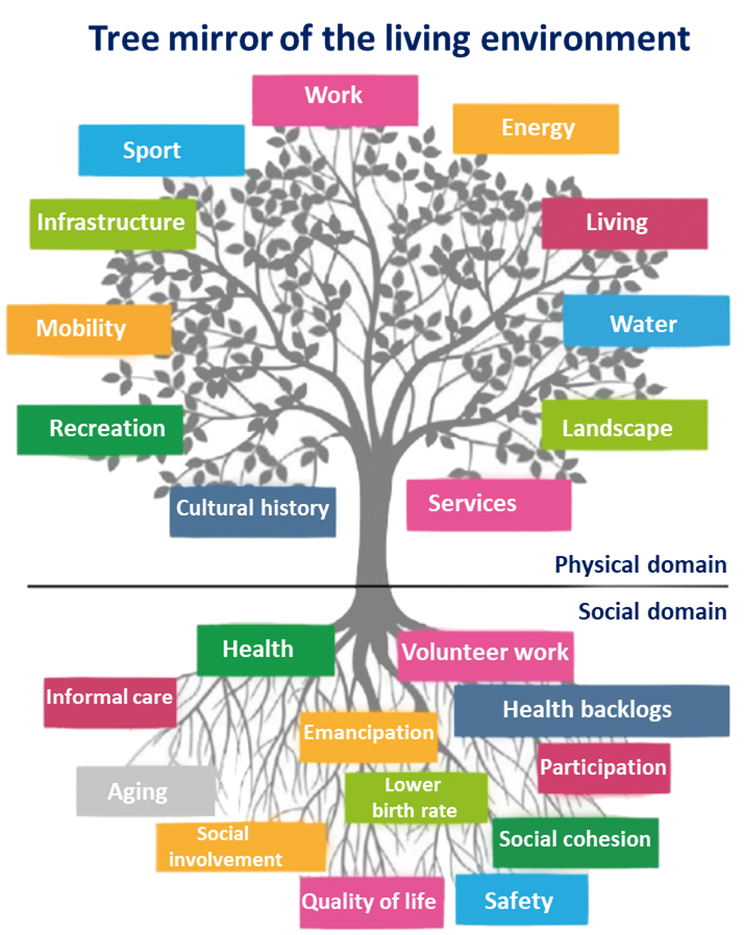 Tree mirror of the living environment
Work
Energy
Sport
Infrastructure
Living
Mobility
Water
Recreation
Landscape
Cultural history
Services
Physical domain
Social domain
Health
Volunteer work
Informal care
Health backlogs
Emancipation
Participation
Aging
Lower
birth rate
Social
involvement
Social cohesion
Quality of life
Safety